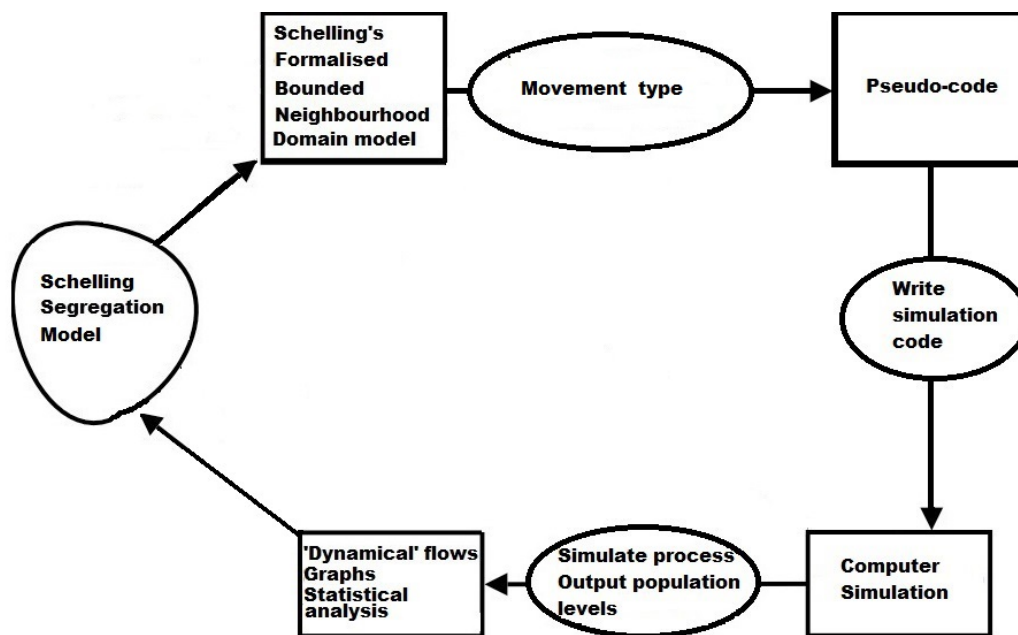 Schelling's
Formalised
Bounded
Neighbourhood
Domain model
Movement type
Pseudo-code
Schelling
Segregation
Model
Write
simulation
code
'Dynamical' flows
Graphs
Statistical
analysis
Simulate process
Output population
levels
Computer
Simulation